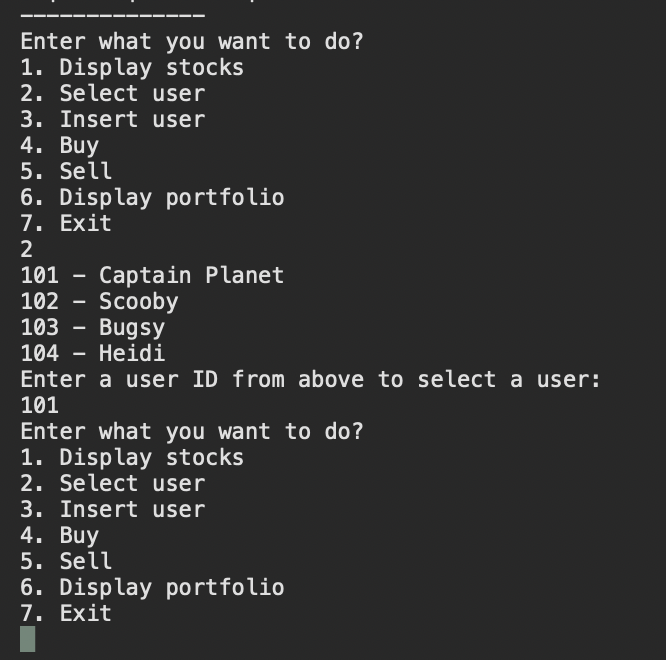 --------------
Enter what you want to do?
1. Display stocks
2. Select user
3. Insert user
4. Buy
5. Sell
6. Display portfolio
7. Exit
2
101 - Captain Planet
102 - Scooby
103 - Bugsy
104 - Heidi
Enter a user ID from above to select a user:
101
Enter what you want to do?
1. Display stocks
2. Select user
3. Insert user
4. Buy
5. Sell
6. Display portfolio
7. Exit